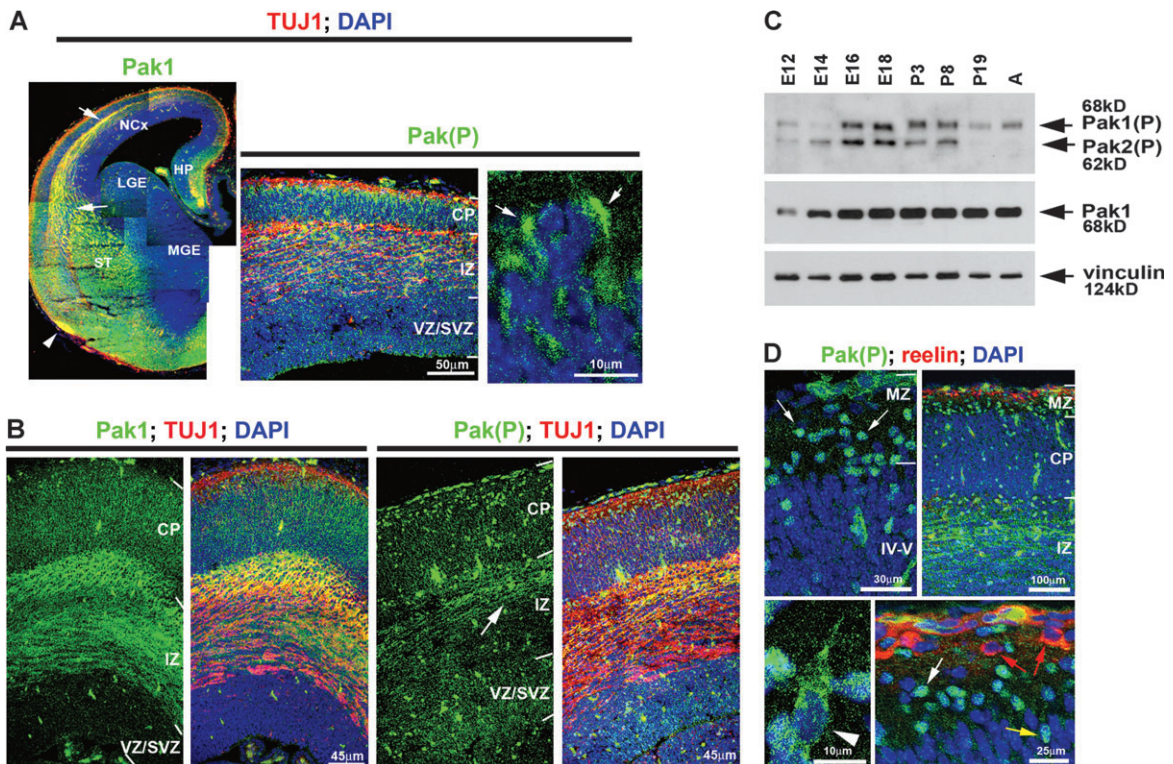 A
TUJ1; DAPI
Pak1
NCx
LGE
HP
MGE
ST
Pak(P)
CP
IZ
VZ/SVZ
50µm
10µm
B
Pak1; TUJ1; DAPI
CP
IZ
VZ/SVZ
45µm
Pak(P); TUJ1; DAPI
CP
IZ
VZ/SVZ
45µm
C
E12 E14 E16 E18 P3 P8 P19 A
68kD
Pak1(P)
Pak2(P)
62kD
Pak1
68kD
vinculin
124kD
D
Pak(P); reelin; DAPI
MZ
IV-V
30µm
MZ
CP
IZ
100µm
10µm
25µm